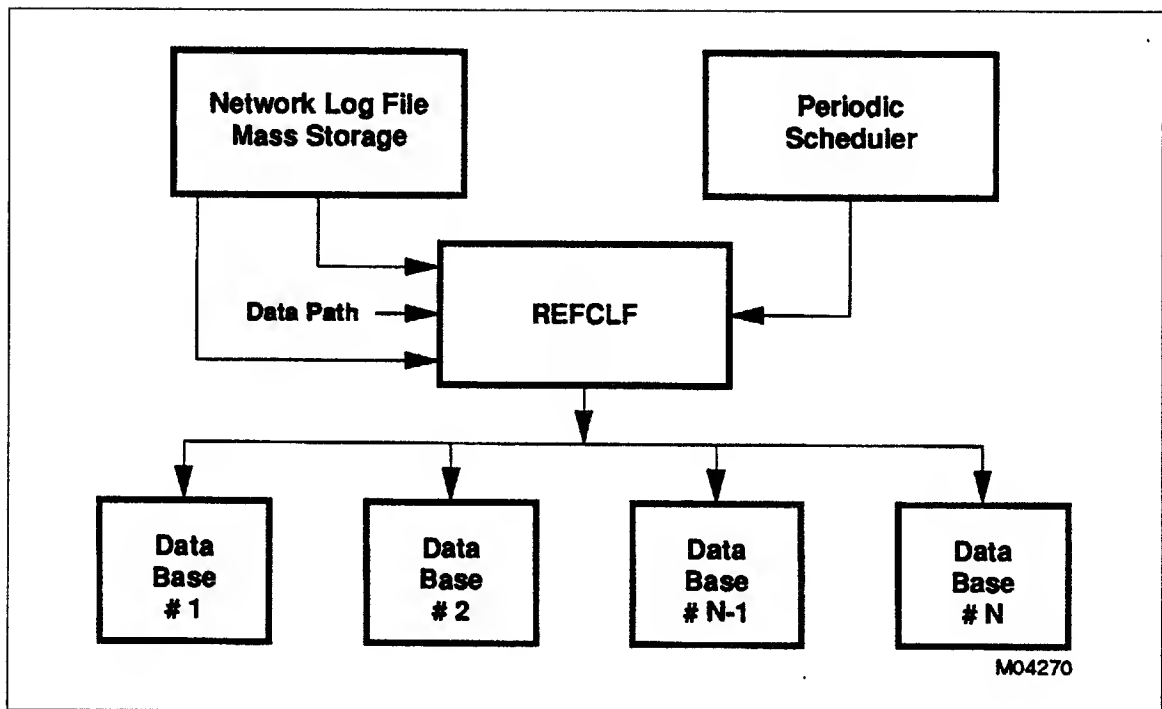 Network Log File
Mass Storage
Periodic
Scheduler
Data Path
REFCLF
Data
Base
# 1
Data
Base
# 2
Data
Base
# N-1
Data
Base
# N
M04270